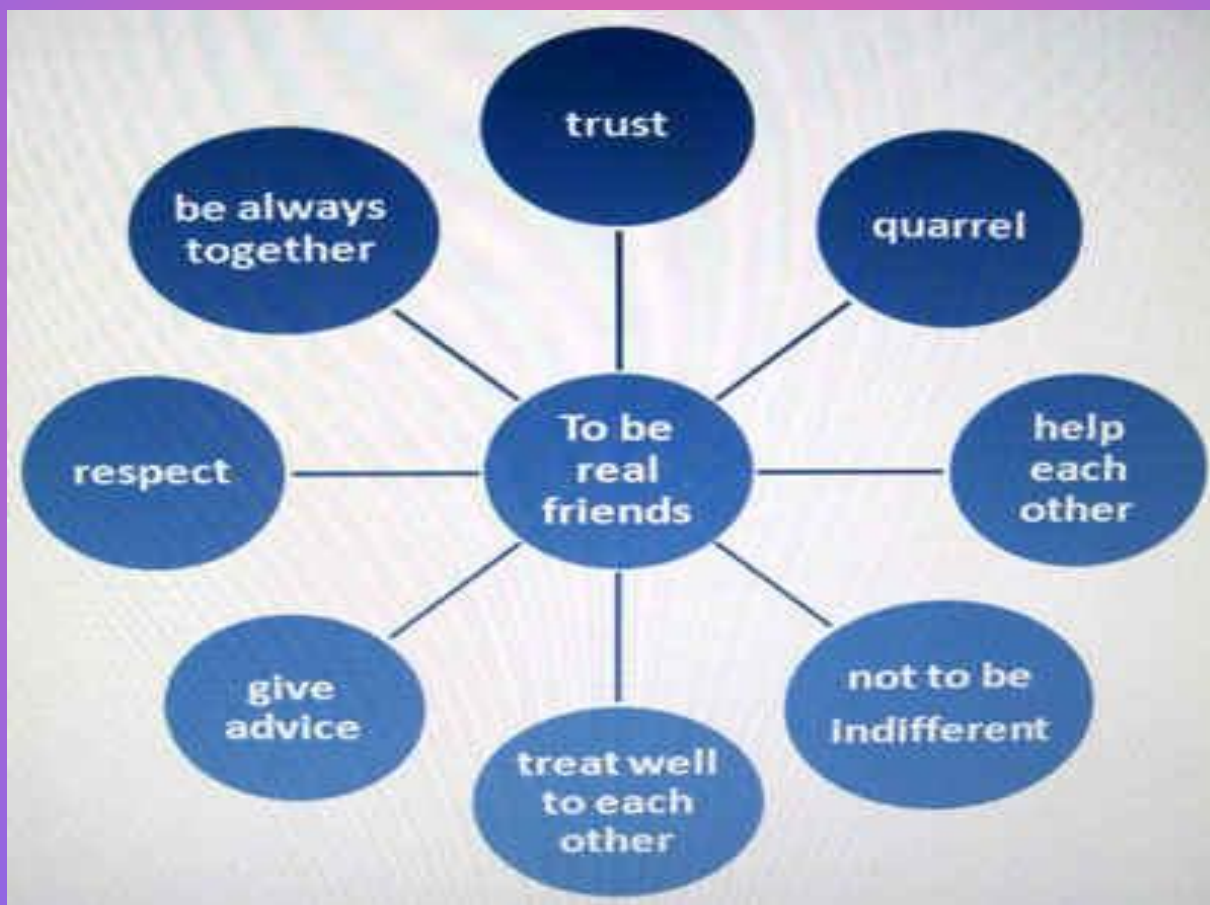 trust
quarrel
help
each
other
not to be
indifferent
treat well
to each
other
give
advice
respect
be always
together
To be
real
friends